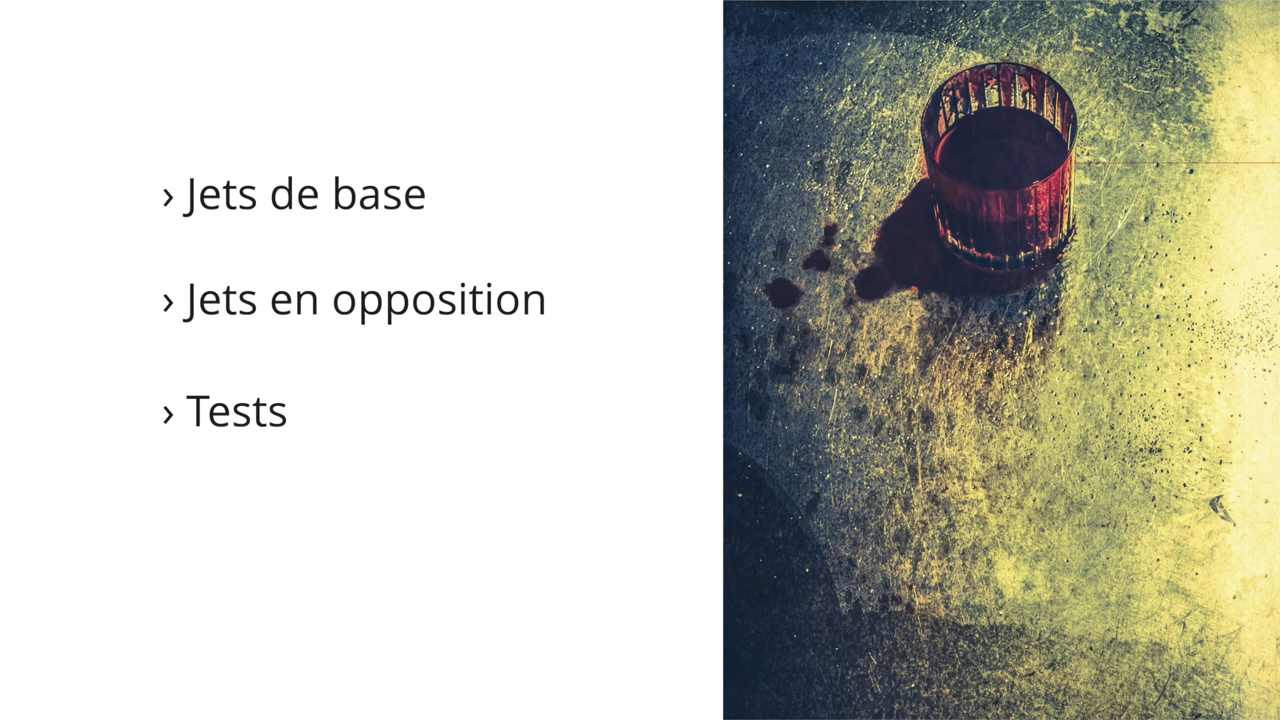 › Jets de base
› Jets en opposition
› Tests